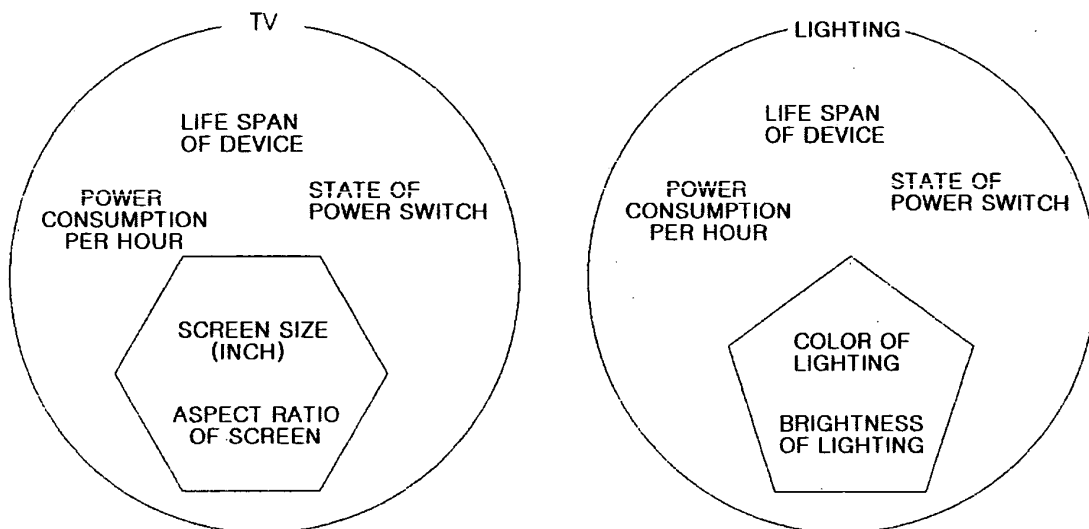 TV
LIFE SPAN
OF DEVICE
POWER
CONSUMPTION
PER HOUR
STATE OF
POWER SWITCH
SCREEN SIZE
(INCH)
ASPECT RATIO
OF SCREEN
LIGHTING
LIFE SPAN
OF DEVICE
POWER
CONSUMPTION
PER HOUR
STATE OF
POWER SWITCH
COLOR OF
LIGHTING
BRIGHTNESS
OF LIGHTING